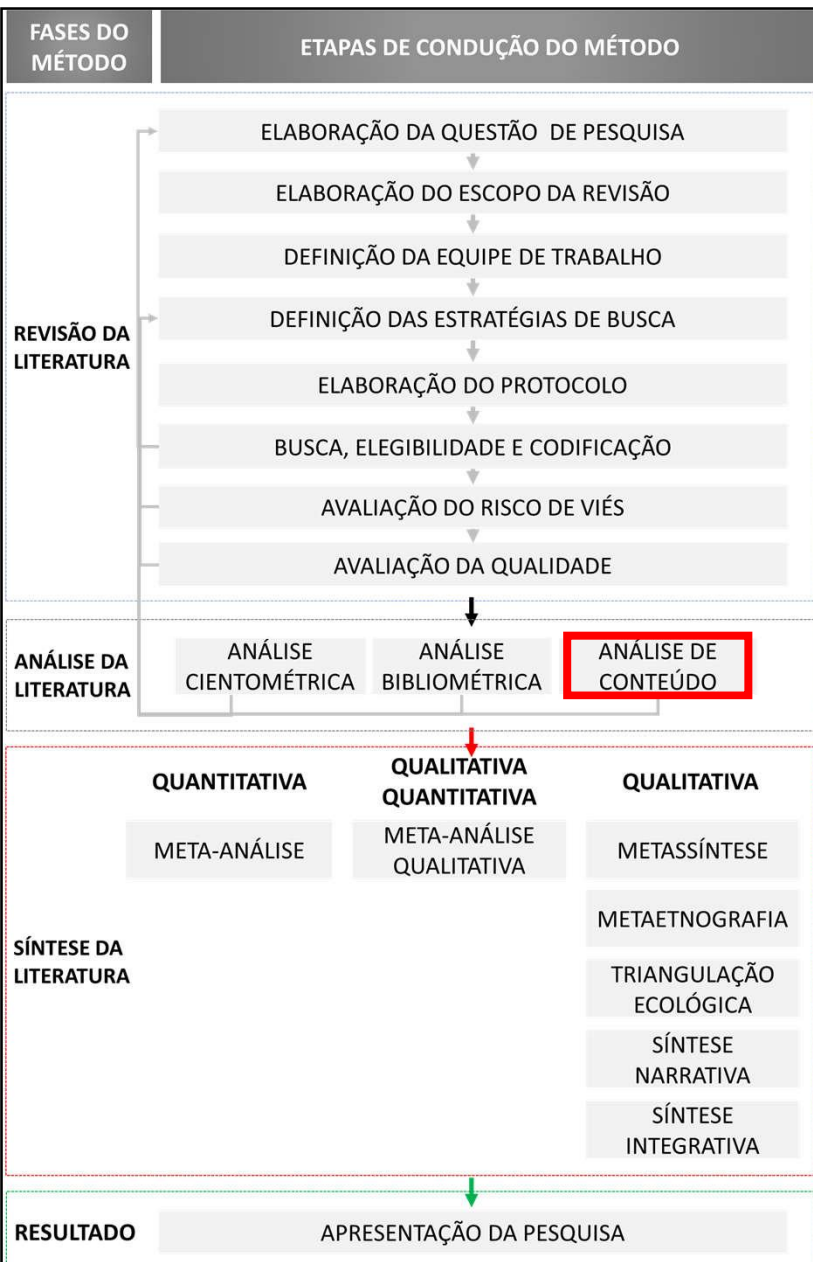 FASES DO
MÉTODO
ETAPAS DE CONDUÇÃO DO MÉTODO
REVISÃO DA
LITERATURA
ELABORAÇÃO DA QUESTÃO DE PESQUISA
ELABORAÇÃO DO ESCOPO DA REVISÃO
DEFINIÇÃO DA EQUIPE DE TRABALHO
DEFINIÇÃO DAS ESTRATÉGIAS DE BUSCA
ELABORAÇÃO DO PROTOCOLO
BUSCA, ELEGIBILIDADE E CODIFICAÇÃO
AVALIAÇÃO DO RISCO DE VIÉS
AVALIAÇÃO DA QUALIDADE
ANÁLISE DA
LITERATURA
ANÁLISE
CIENTOMÉTRICA
ANÁLISE
BIBLIOMÉTRICA
ANÁLISE DE
CONTEÚDO
SÍNTESE DA
LITERATURA
QUANTITATIVA
META-ANÁLISE
QUALITATIVA
QUANTITATIVA
META-ANÁLISE
QUALITATIVA
QUALITATIVA
METASSÍNTESE
METAETNOGRAFIA
TRIANGULAÇÃO
ECOLÓGICA
SÍNTESE
NARRATIVA
SÍNTESE
INTEGRATIVA
RESULTADO
APRESENTAÇÃO DA PESQUISA